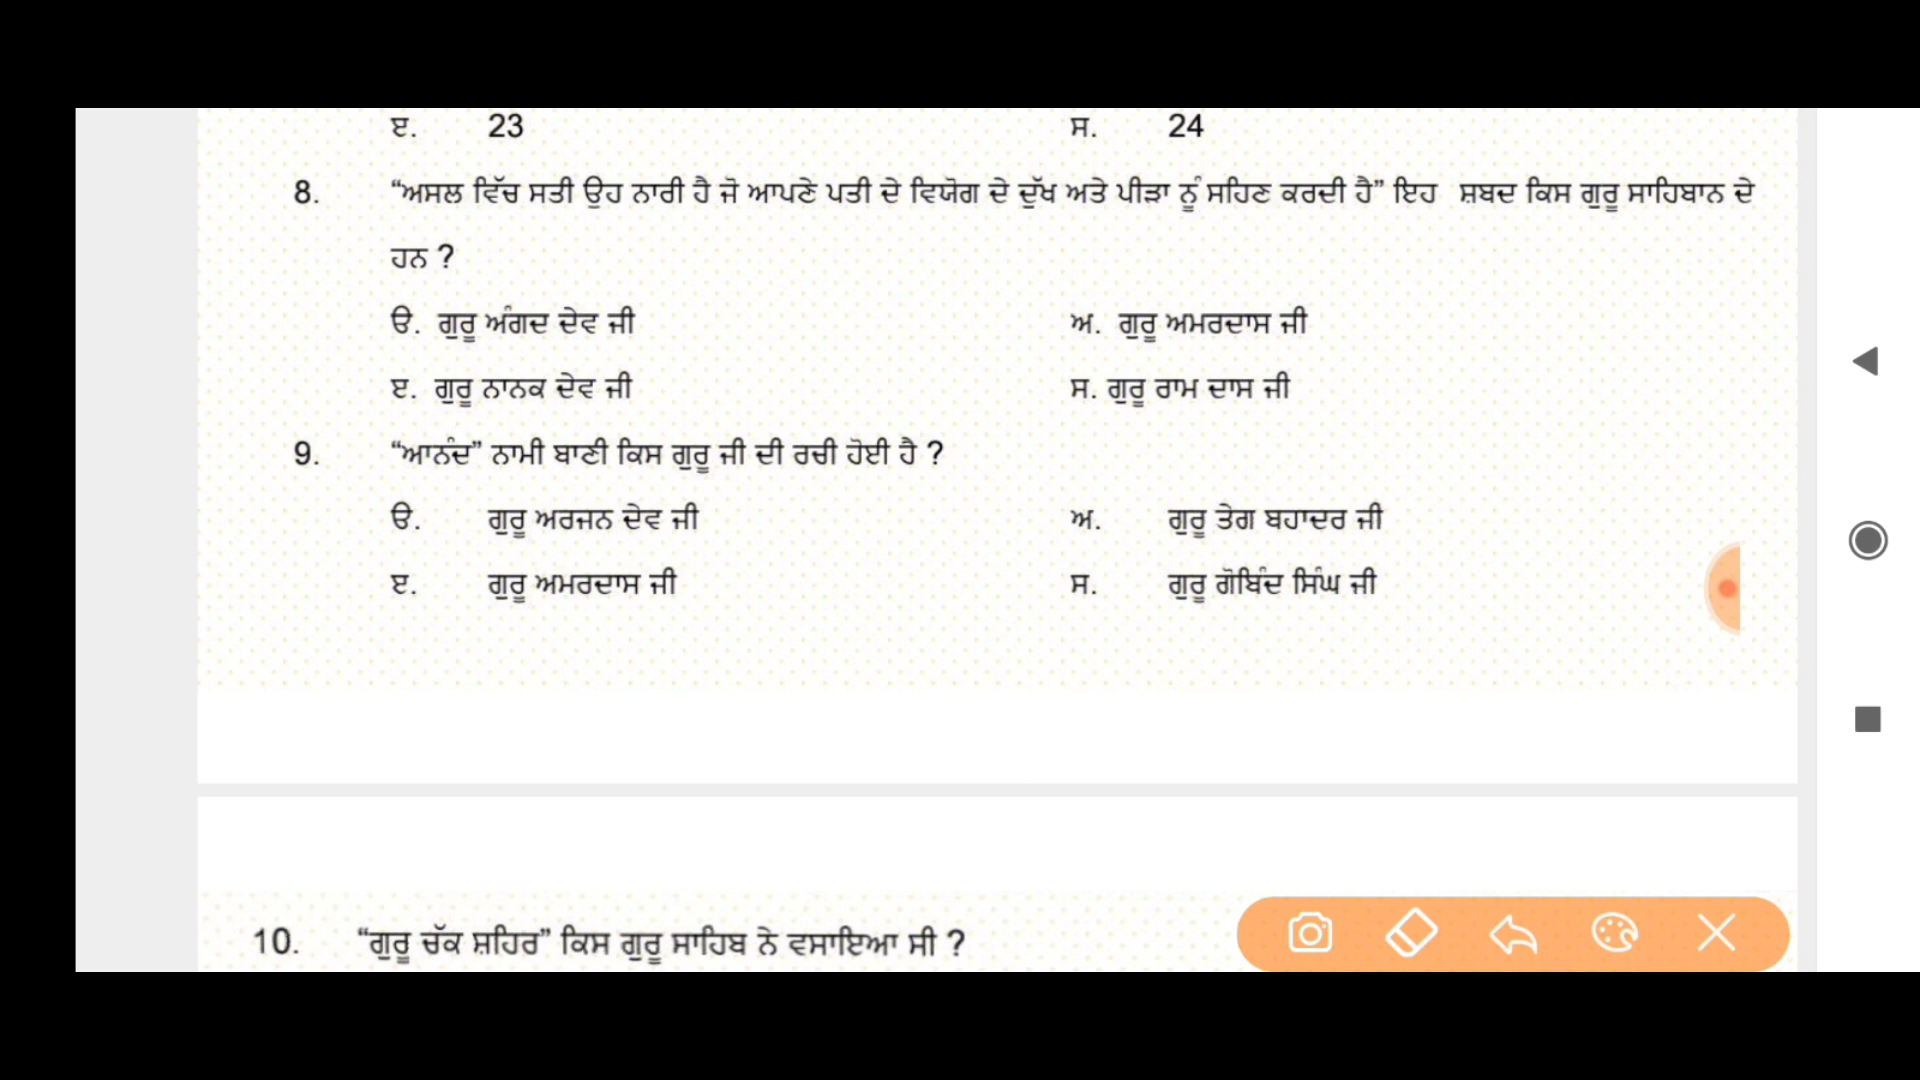 ੲ. 23 ਸ. 24
8. “ਅਸਲ ਵਿੱਚ ਸਤੀ ਉਹ ਨਾਰੀ ਹੈ ਜੋ ਆਪਣੇ ਪਤੀ ਦੇ ਵਿਯੋਗ ਦੇ ਦੁੱਖ ਅਤੇ ਪੀੜਾ ਨੂੰ ਸਹਿਣ ਕਰਦੀ ਹੈ” ਇਹ ਸ਼ਬਦ ਕਿਸ ਗੁਰੂ ਸਾਹਿਬਾਨ ਦੇ
ਹਨ ?
ੳ. ਗੁਰੂ ਅੰਗਦ ਦੇਵ ਜੀ ਅ. ਗੁਰੂ ਅਮਰਦਾਸ ਜੀ
ੲ. ਗੁਰੂ ਨਾਨਕ ਦੇਵ ਜੀ ਸ. ਗੁਰੂ ਰਾਮ ਦਾਸ ਜੀ
9. “ਆਨੰਦ” ਨਾਮੀ ਬਾਣੀ ਕਿਸ ਗੁਰੂ ਜੀ ਦੀ ਰਚੀ ਹੋਈ ਹੈ ?
ੳ. ਗੁਰੂ ਅਰਜਨ ਦੇਵ ਜੀ ਅ. ਗੁਰੂ ਤੇਗ ਬਹਾਦਰ ਜੀ
ੲ. ਗੁਰੂ ਅਮਰਦਾਸ ਜੀ ਸ. ਗੁਰੂ ਗੋਬਿੰਦ ਸਿੰਘ ਜੀ
10. “ਗੁਰੂ ਚੱਕ ਸ਼ਹਿਰ” ਕਿਸ ਗੁਰੂ ਸਾਹਿਬ ਨੇ ਵਸਾਇਆ ਸੀ ?